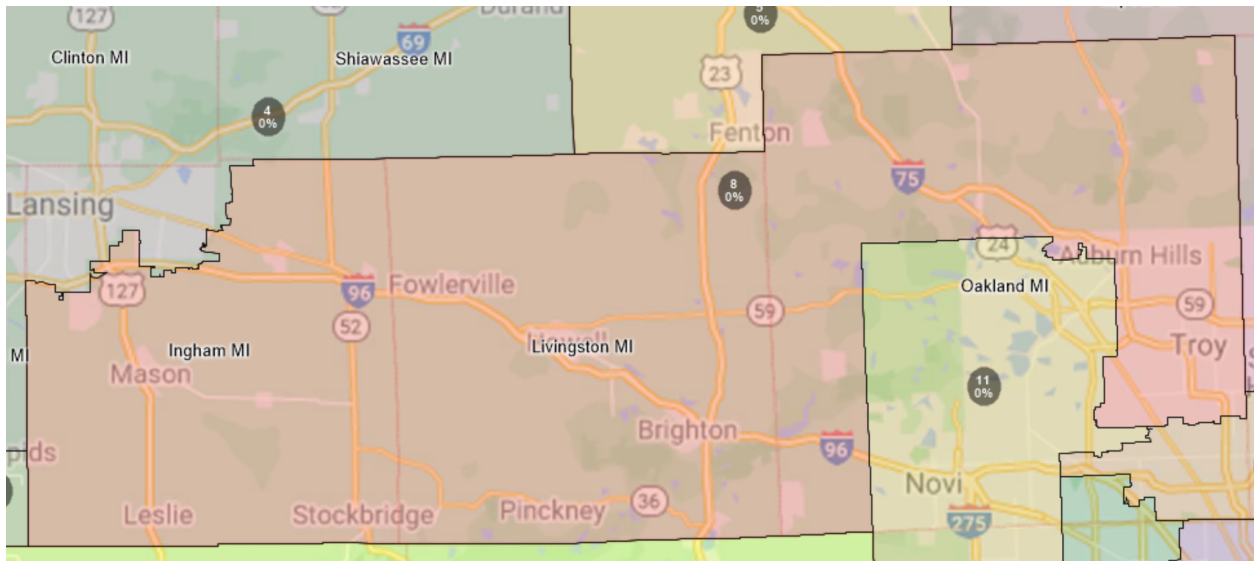 127
Durand
5
0%
Clinton MI
Shiawassee MI
69
23
4
0%
Fenton
75
8
0%
Lansing
24
Auburn Hills
127
96
Fowlerville
Oakland MI
59
59
52
Howell
Livingston MI
Troy
MI
Ingham MI
Mason
11
0%
Brighton
96
pids
Novi
36
Leslie
Stockbridge
Pinckney
275